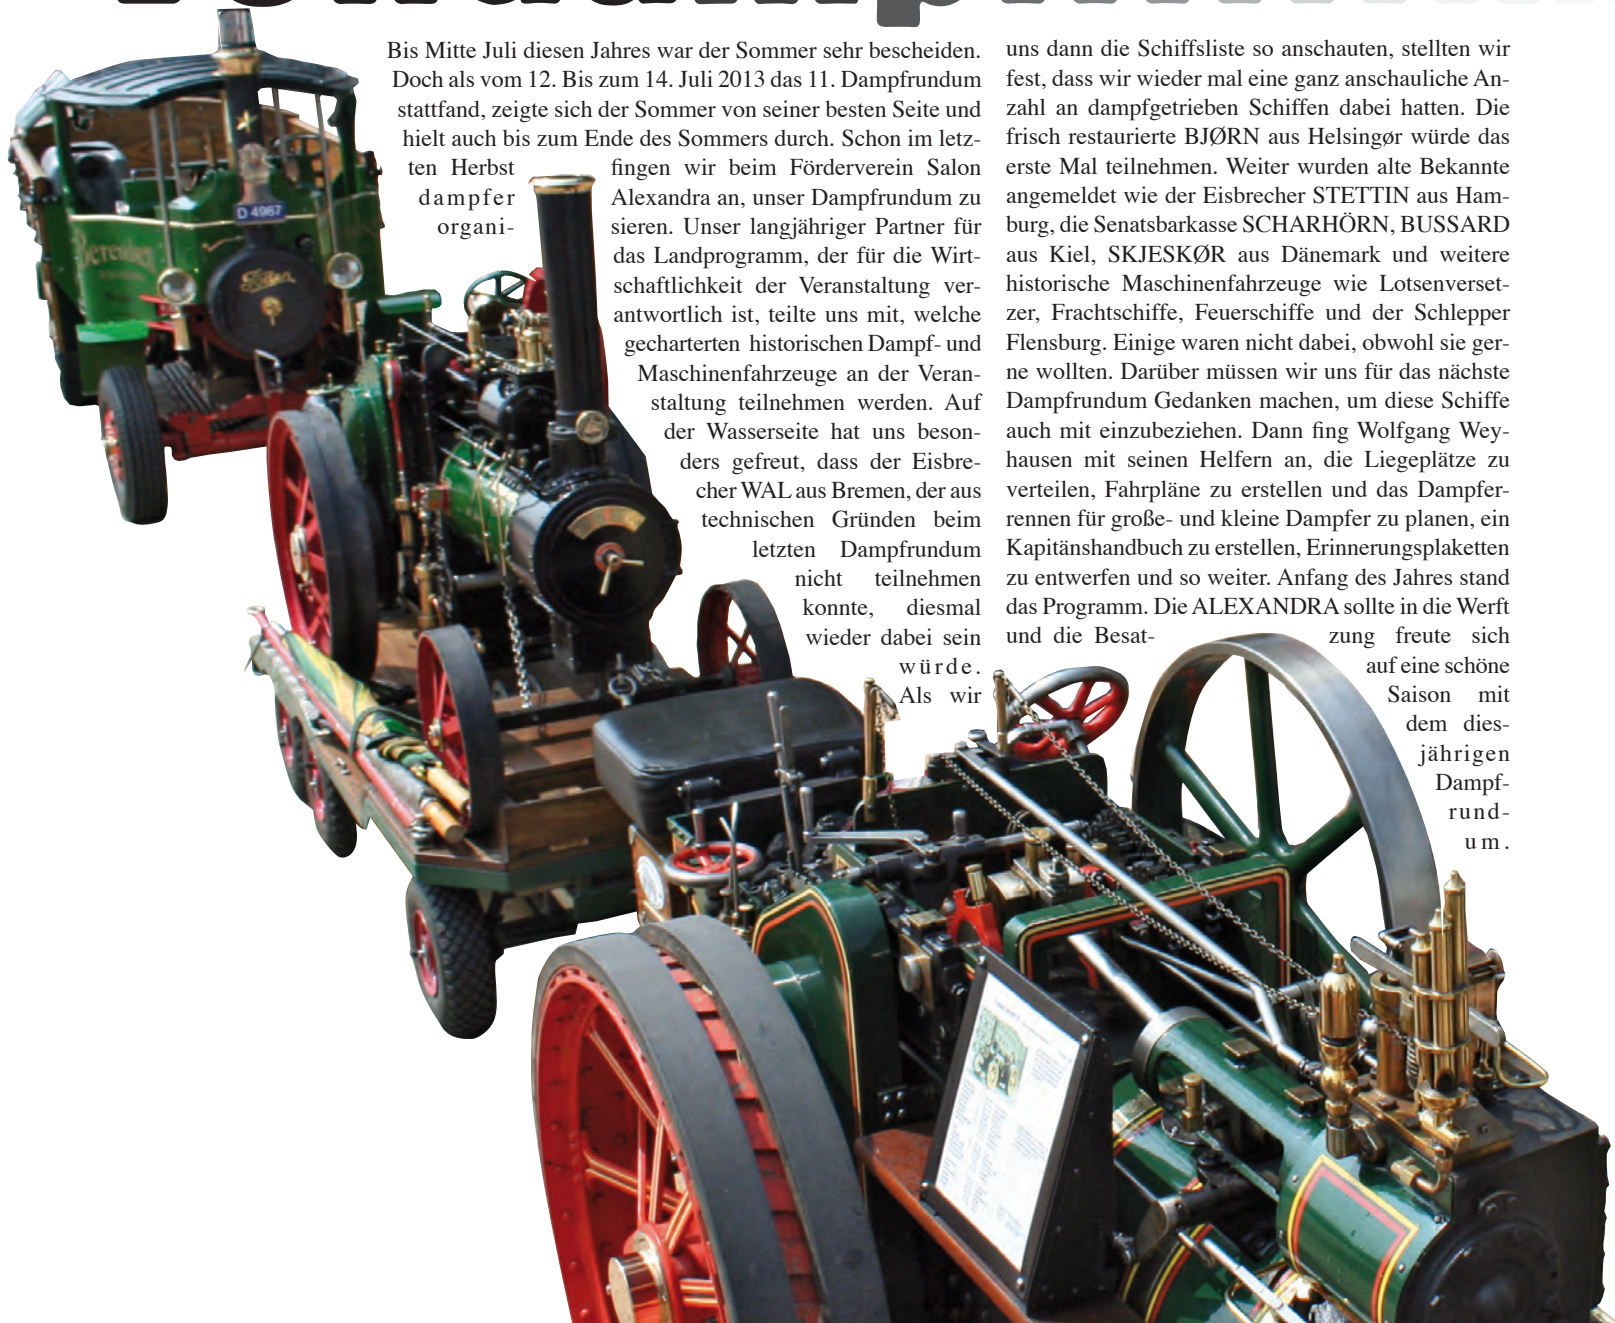 Bis Mitte Juli diesen Jahres war der Sommer sehr bescheiden.
Doch als vom 12. Bis zum 14. Juli 2013 das 11. Dampfrundum
stattfand, zeigte sich der Sommer von seiner besten Seite und
hielt auch bis zum Ende des Sommers durch. Schon im letz-
ten Herbst fingen wir beim Förderverein Salon
dampfer Alexandra an, unser Dampfrundum zu
organi- sieren. Unser langjähriger Partner für
das Landprogramm, der für die Wirt-
schaftlichkeit der Veranstaltung ver-
antwortlich ist, teilte uns mit, welche
gecharterten historischen Dampf- und
Maschinenfahrzeuge an der Veran-
staltung teilnehmen werden. Auf
der Wasserseite hat uns beson-
ders gefreut, dass der Eisbre-
cher WAL aus Bremen, der aus
technischen Gründen beim
letzten Dampfrundum
nicht teilnehmen
konnte, diesmal
wieder dabei sein
würde.
Als wir
uns dann die Schiffsliste so anschauten, stellten wir
fest, dass wir wieder mal eine ganz anschauliche An-
zahl an dampfgetrieben Schiffen dabei hatten. Die
frisch restaurierte BJØRN aus Helsingør würde das
erste Mal teilnehmen. Weiter wurden alte Bekannte
angemeldet wie der Eisbrecher STETTIN aus Ham-
burg, die Senatsbarkasse SCHARHÖRN, BUSSARD
aus Kiel, SKJESKØR aus Dänemark und weitere
historische Maschinenfahrzeuge wie Lotsenverset-
zer, Frachtschiffe, Feuerschiffe und der Schlepper
Flensburg. Einige waren nicht dabei, obwohl sie ger-
ne wollten. Darüber müssen wir uns für das nächste
Dampfrundum Gedanken machen, um diese Schiffe
auch mit einzubeziehen. Dann fing Wolfgang Wey-
hausen mit seinen Helfern an, die Liegeplätze zu
verteilen, Fahrpläne zu erstellen und das Dampfer-
rennen für große- und kleine Dampfer zu planen, ein
Kapitänshandbuch zu erstellen, Erinnerungsplaketten
zu entwerfen und so weiter. Anfang des Jahres stand
das Programm. Die ALEXANDRA sollte in die Werft
und die Besat- zung freute sich
auf eine schöne
Saison mit
dem dies-
jährigen
Dampf-
rund-
um.
D 4967